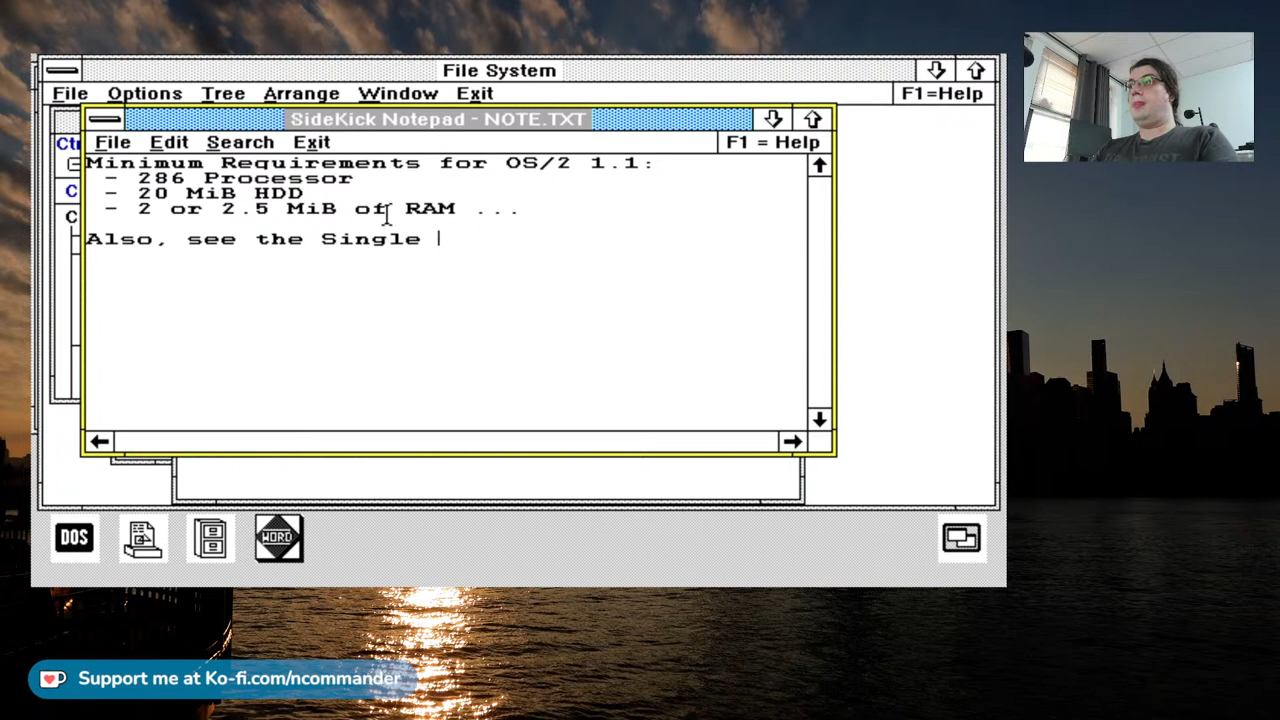 File System
File Options Tree Arrange Window Exit F1=Help
SideKick Notepad - NOTE.TXT
File Edit Search Exit F1 = Help
Minimum Requirements for OS/2 1.1:
- 286 Processor
- 20 MiB HDD
- 2 or 2.5 MiB of RAM ...
Also, see the Single
DOS
WORD
Support me at Ko-fi.com/ncommander